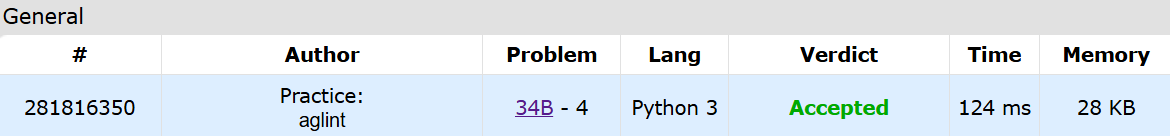 General
# Author Problem Lang Verdict Time Memory
281816350 Practice: aglint 34B - 4 Python 3 Accepted 124 ms 28 KB